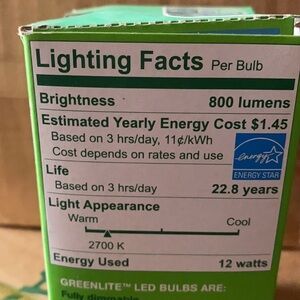 Lighting Facts Per Bulb
Brightness 800 lumens
Estimated Yearly Energy Cost $1.45
Based on 3 hrs/day, 11¢/kWh
Cost depends on rates and use
energy
ENERGY STAR
Life
Based on 3 hrs/day 22.8 years
Light Appearance
Warm Cool
2700 K
Energy Used 12 watts
GREENLITE™ LED BULBS ARE:
Fully dimmable